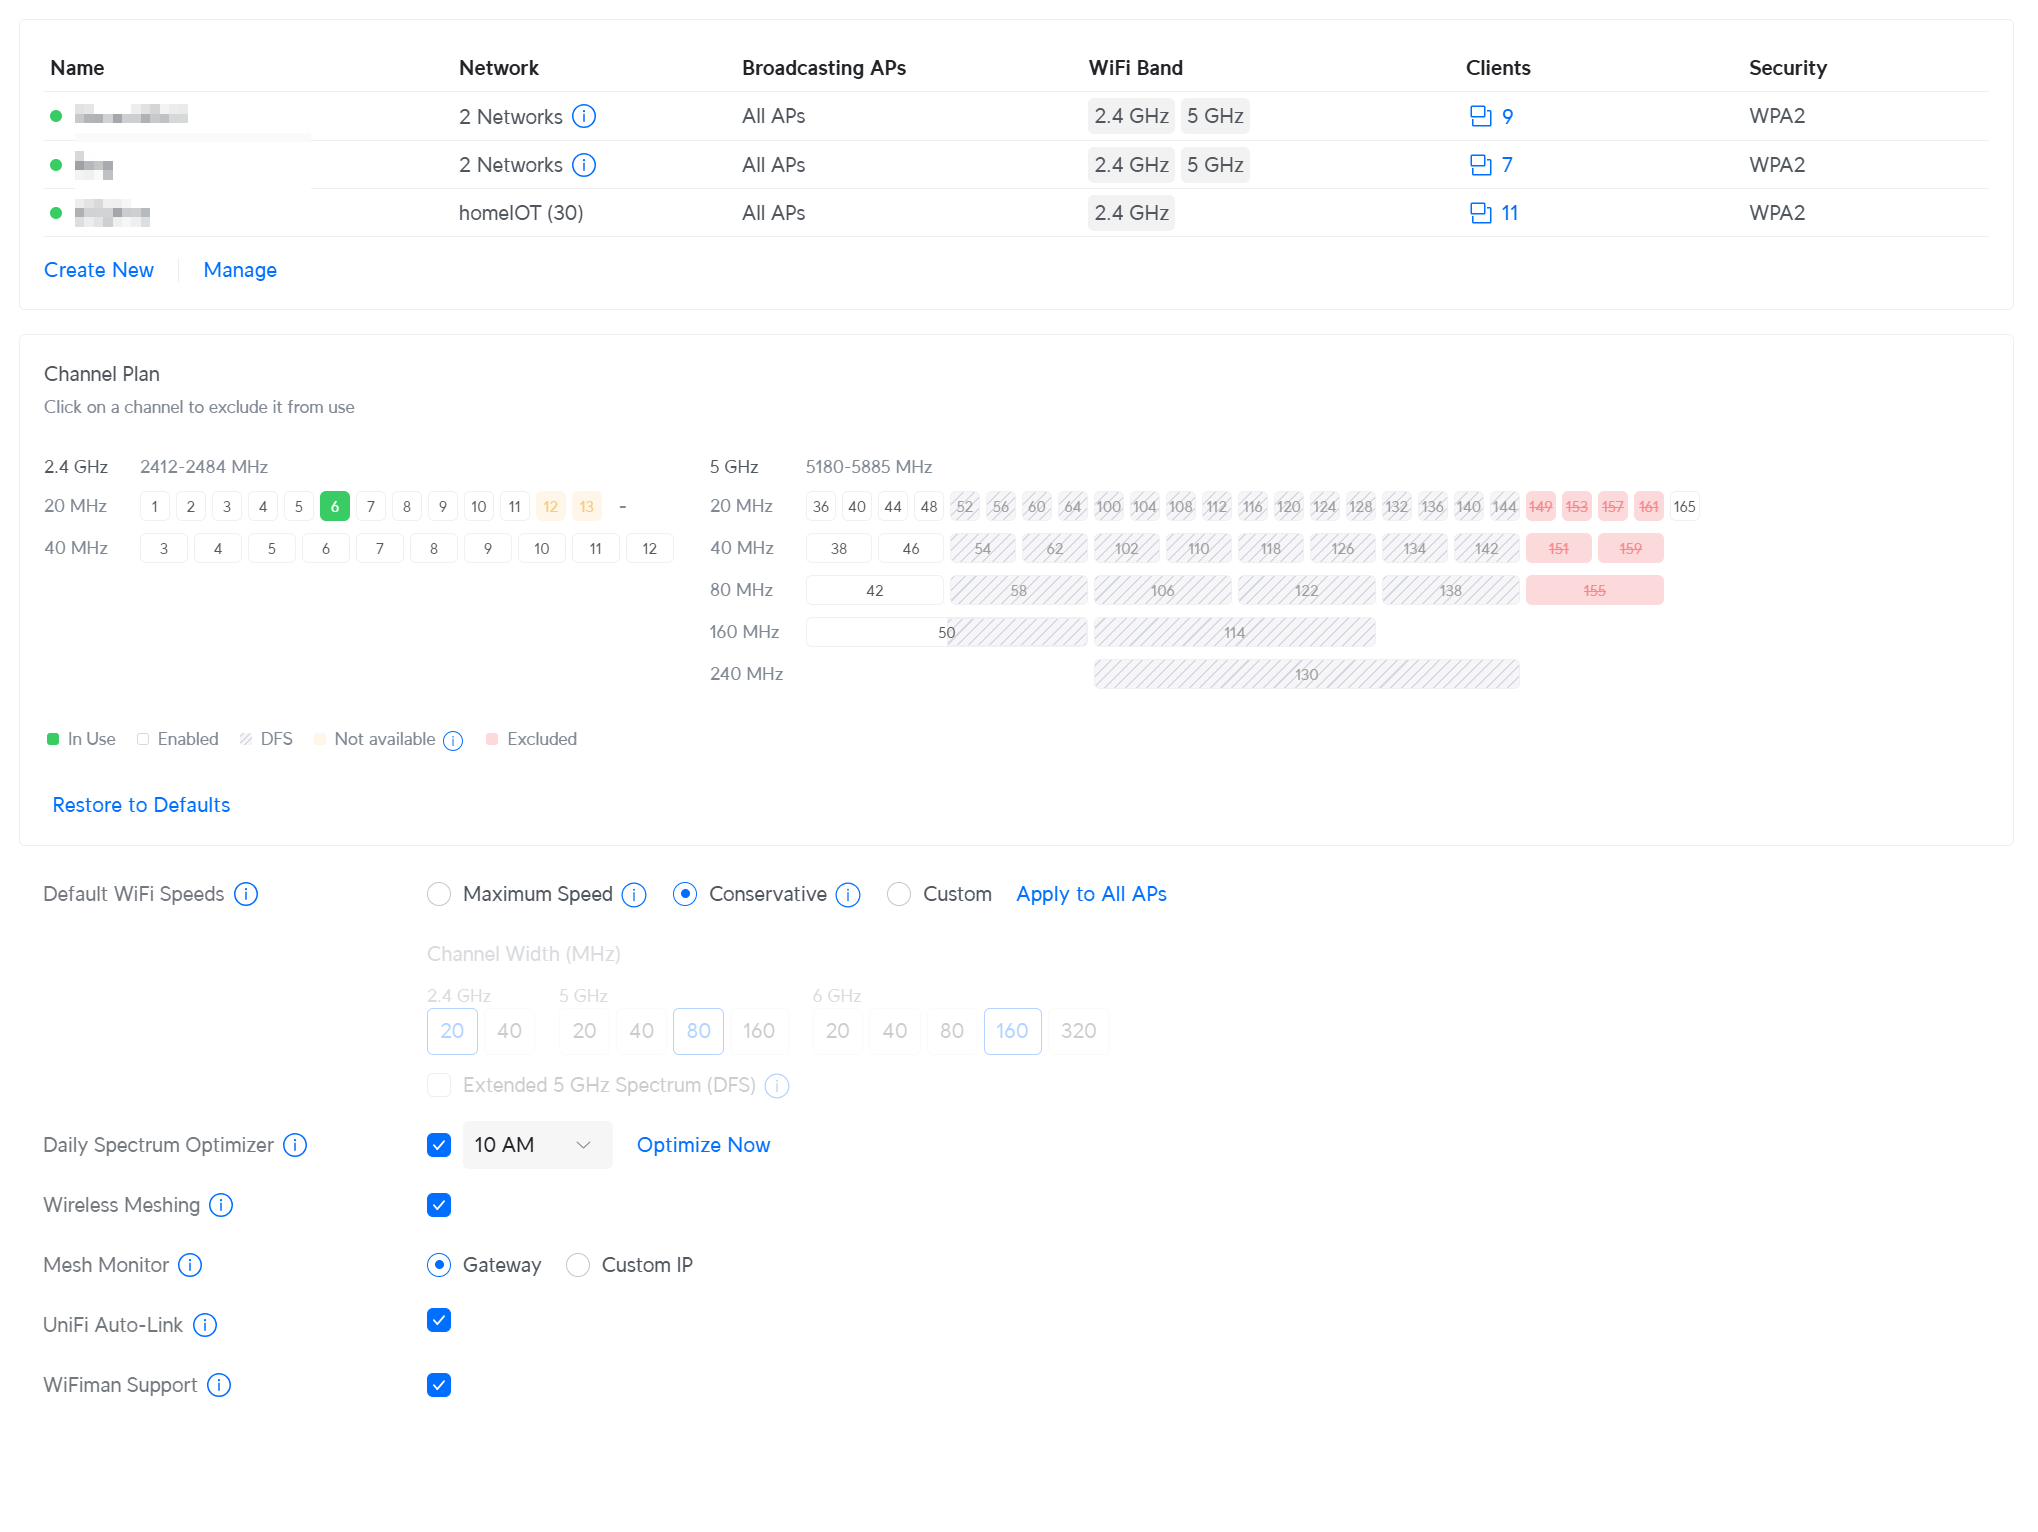 Name Network Broadcasting APs WiFi Band Clients Security
2 Networks All APs 2.4 GHz 5 GHz 9 WPA2
2 Networks All APs 2.4 GHz 5 GHz 7 WPA2
homeIOT (30) All APs 2.4 GHz 11 WPA2
Create New Manage
Channel Plan
Click on a channel to exclude it from use
2.4 GHz 2412-2484 MHz 5 GHz 5180-5885 MHz
20 MHz 1 2 3 4 5 6 7 8 9 10 11 12 13 - 20 MHz 36 40 44 48 52 56 60 64 100 104 108 112 116 120 124 128 132 136 140 144 149 153 157 161 165
40 MHz 3 4 5 6 7 8 9 10 11 12 40 MHz 38 46 54 62 102 110 118 126 134 142 151 159
80 MHz 42 58 106 122 138 155
160 MHz 50 114
240 MHz 130
In Use Enabled DFS Not available Excluded
Restore to Defaults
Default WiFi Speeds Maximum Speed Conservative Custom Apply to All APs
Channel Width (MHz)
2.4 GHz 5 GHz 6 GHz
20 40 20 40 80 160 20 40 80 160 320
Extended 5 GHz Spectrum (DFS)
Daily Spectrum Optimizer 10 AM Optimize Now
Wireless Meshing
Mesh Monitor Gateway Custom IP
UniFi Auto-Link
WiFiman Support